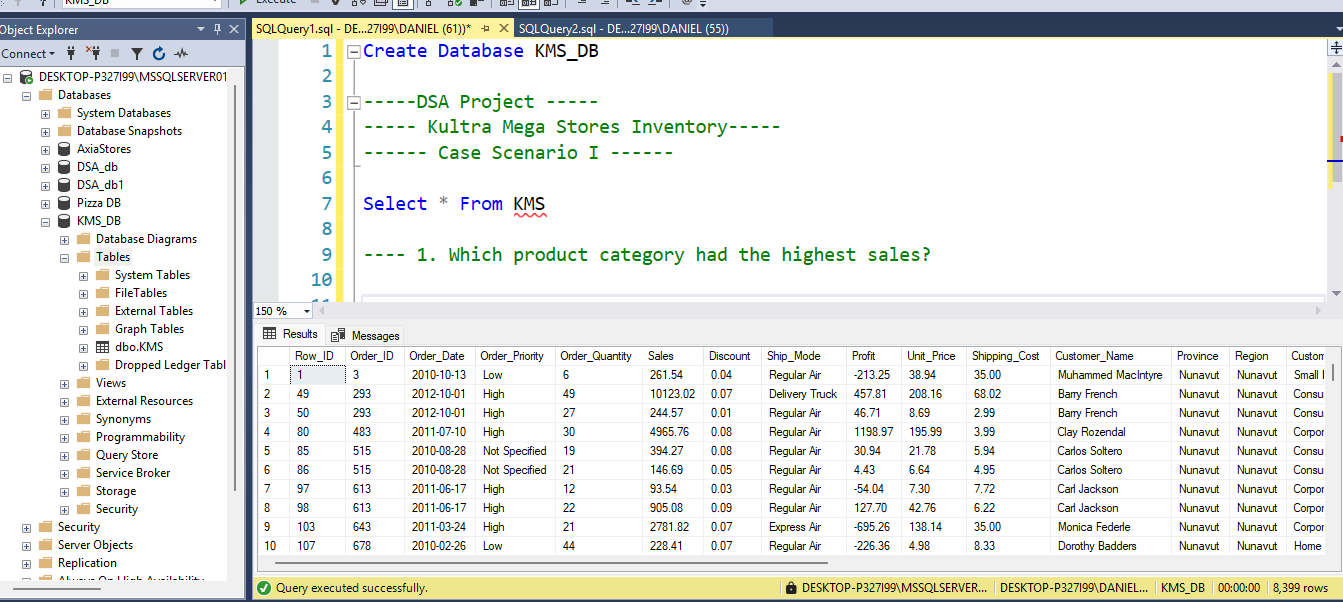 KMS_DB
Execute
Object Explorer
Connect
DESKTOP-P327I99\MSSQLSERVER01
Databases
System Databases
Database Snapshots
AxiaStores
DSA_db
DSA_db1
Pizza DB
KMS_DB
Database Diagrams
Tables
System Tables
FileTables
External Tables
Graph Tables
dbo.KMS
Dropped Ledger Tabl
Views
External Resources
Synonyms
Programmability
Query Store
Service Broker
Storage
Security
Security
Server Objects
Replication
Always On High Availability
SQLQuery1.sql - DE...27I99\DANIEL (61))* SQLQuery2.sql - DE...27I99\DANIEL (55))
1 Create Database KMS_DB
2
3 -----DSA Project -----
4 ----- Kultra Mega Stores Inventory-----
5 ------ Case Scenario I ------
6
7 Select * From KMS
8
9 ---- 1. Which product category had the highest sales?
10
11
150 %
Results Messages
Row_ID Order_ID Order_Date Order_Priority Order_Quantity Sales Discount Ship_Mode Profit Unit_Price Shipping_Cost Customer_Name Province Region Custom
1 1 3 2010-10-13 Low 6 261.54 0.04 Regular Air -213.25 38.94 35.00 Muhammed MacIntyre Nunavut Nunavut Small
2 49 293 2012-10-01 High 49 10123.02 0.07 Delivery Truck 457.81 208.16 68.02 Barry French Nunavut Nunavut Consu
3 50 293 2012-10-01 High 27 244.57 0.01 Regular Air 46.71 8.69 2.99 Barry French Nunavut Nunavut Consu
4 80 483 2011-07-10 High 30 4965.76 0.08 Regular Air 1198.97 195.99 3.99 Clay Rozendal Nunavut Nunavut Corpor
5 85 515 2010-08-28 Not Specified 19 394.27 0.08 Regular Air 30.94 21.78 5.94 Carlos Soltero Nunavut Nunavut Consu
6 86 515 2010-08-28 Not Specified 21 146.69 0.05 Regular Air 4.43 6.64 4.95 Carlos Soltero Nunavut Nunavut Consu
7 97 613 2011-06-17 High 12 93.54 0.03 Regular Air -54.04 7.30 7.72 Carl Jackson Nunavut Nunavut Corpor
8 98 613 2011-06-17 High 22 905.08 0.09 Regular Air 127.70 42.76 6.22 Carl Jackson Nunavut Nunavut Corpor
9 103 643 2011-03-24 High 21 2781.82 0.07 Express Air -695.26 138.14 35.00 Monica Federle Nunavut Nunavut Corpor
10 107 678 2010-02-26 Low 44 228.41 0.07 Regular Air -226.36 4.98 8.33 Dorothy Badders Nunavut Nunavut Home
Query executed successfully. DESKTOP-P327I99\MSSQLSERVER... DESKTOP-P327I99\DANIEL... KMS_DB 00:00:00 8,399 rows